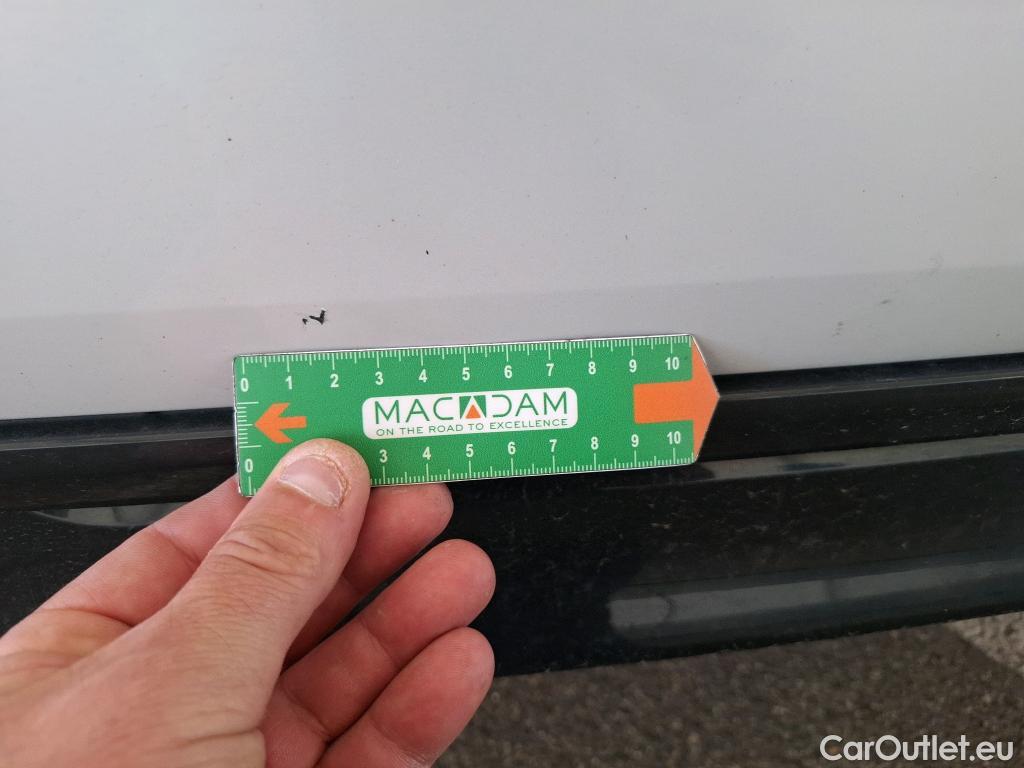 0 1 2 3 4 5 6 7 8 9 10
MACADAM
ON THE ROAD TO EXCELLENCE
0 3 4 5 6 7 8 9 10
CarOutlet.eu